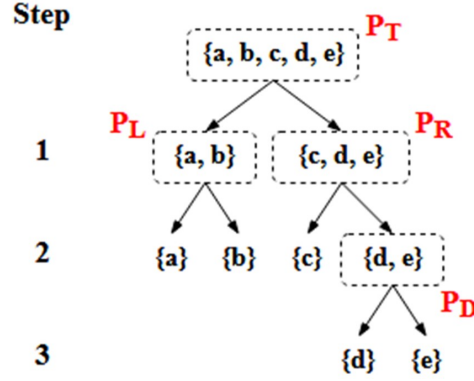 Step
P_T
{a, b, c, d, e}
P_L P_R
1 {a, b} {c, d, e}
2 {a} {b} {c} {d, e}
P_D
3 {d} {e}